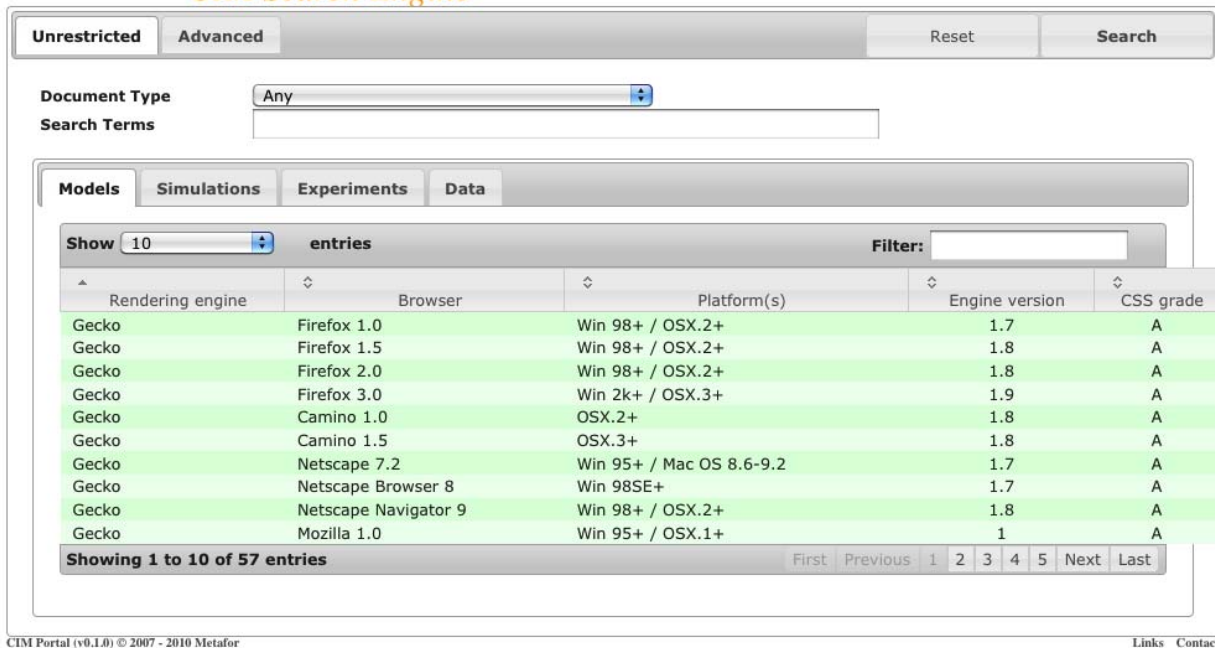 Unrestricted Advanced Reset Search
Document Type Any
Search Terms
Models Simulations Experiments Data
Show 10 entries Filter:
Rendering engine Browser Platform(s) Engine version CSS grade
Gecko Firefox 1.0 Win 98+ / OSX.2+ 1.7 A
Gecko Firefox 1.5 Win 98+ / OSX.2+ 1.8 A
Gecko Firefox 2.0 Win 98+ / OSX.2+ 1.8 A
Gecko Firefox 3.0 Win 2k+ / OSX.3+ 1.9 A
Gecko Camino 1.0 OSX.2+ 1.8 A
Gecko Camino 1.5 OSX.3+ 1.8 A
Gecko Netscape 7.2 Win 95+ / Mac OS 8.6-9.2 1.7 A
Gecko Netscape Browser 8 Win 98SE+ 1.7 A
Gecko Netscape Navigator 9 Win 98+ / OSX.2+ 1.8 A
Gecko Mozilla 1.0 Win 95+ / OSX.1+ 1 A
Showing 1 to 10 of 57 entries First Previous 1 2 3 4 5 Next Last
CIM Portal (v0.1.0) © 2007 - 2010 Metafor Links Contac